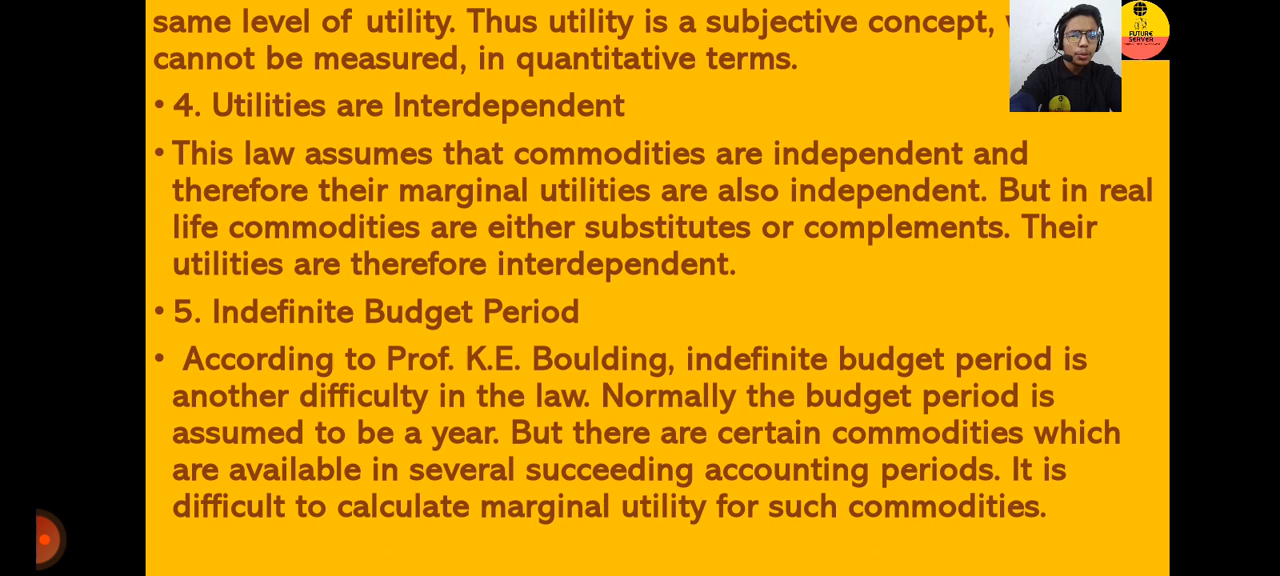 same level of utility. Thus utility is a subjective concept,
cannot be measured, in quantitative terms.
• 4. Utilities are Interdependent
• This law assumes that commodities are independent and
therefore their marginal utilities are also independent. But in real
life commodities are either substitutes or complements. Their
utilities are therefore interdependent.
• 5. Indefinite Budget Period
• According to Prof. K.E. Boulding, indefinite budget period is
another difficulty in the law. Normally the budget period is
assumed to be a year. But there are certain commodities which
are available in several succeeding accounting periods. It is
difficult to calculate marginal utility for such commodities.
FUTURE
SERVER